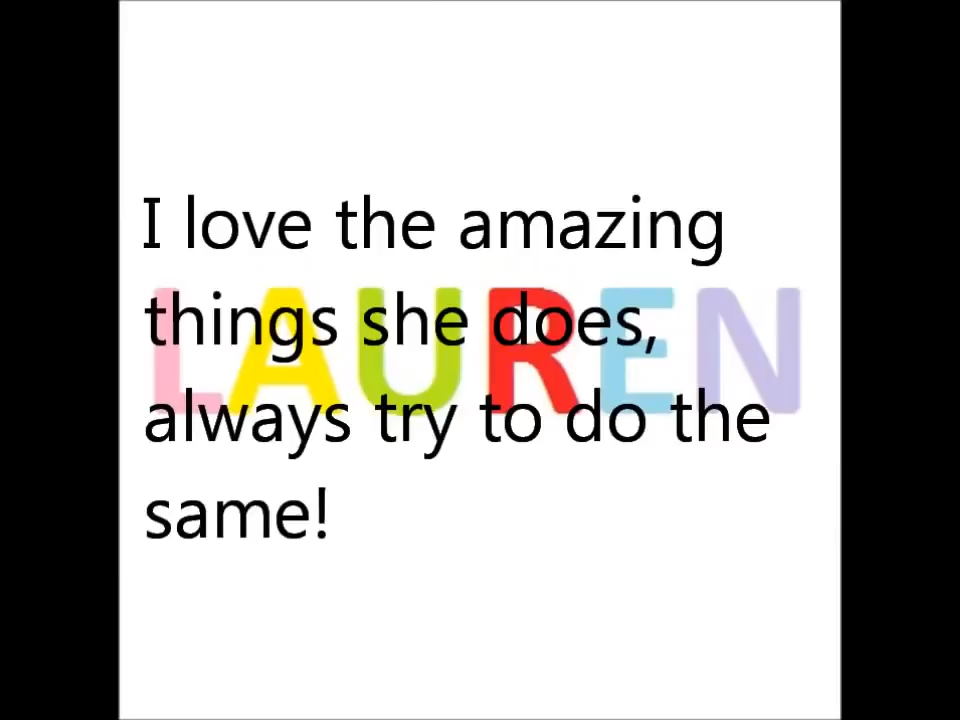 I love the amazing
things she does,
LAUREN
always try to do the
same!